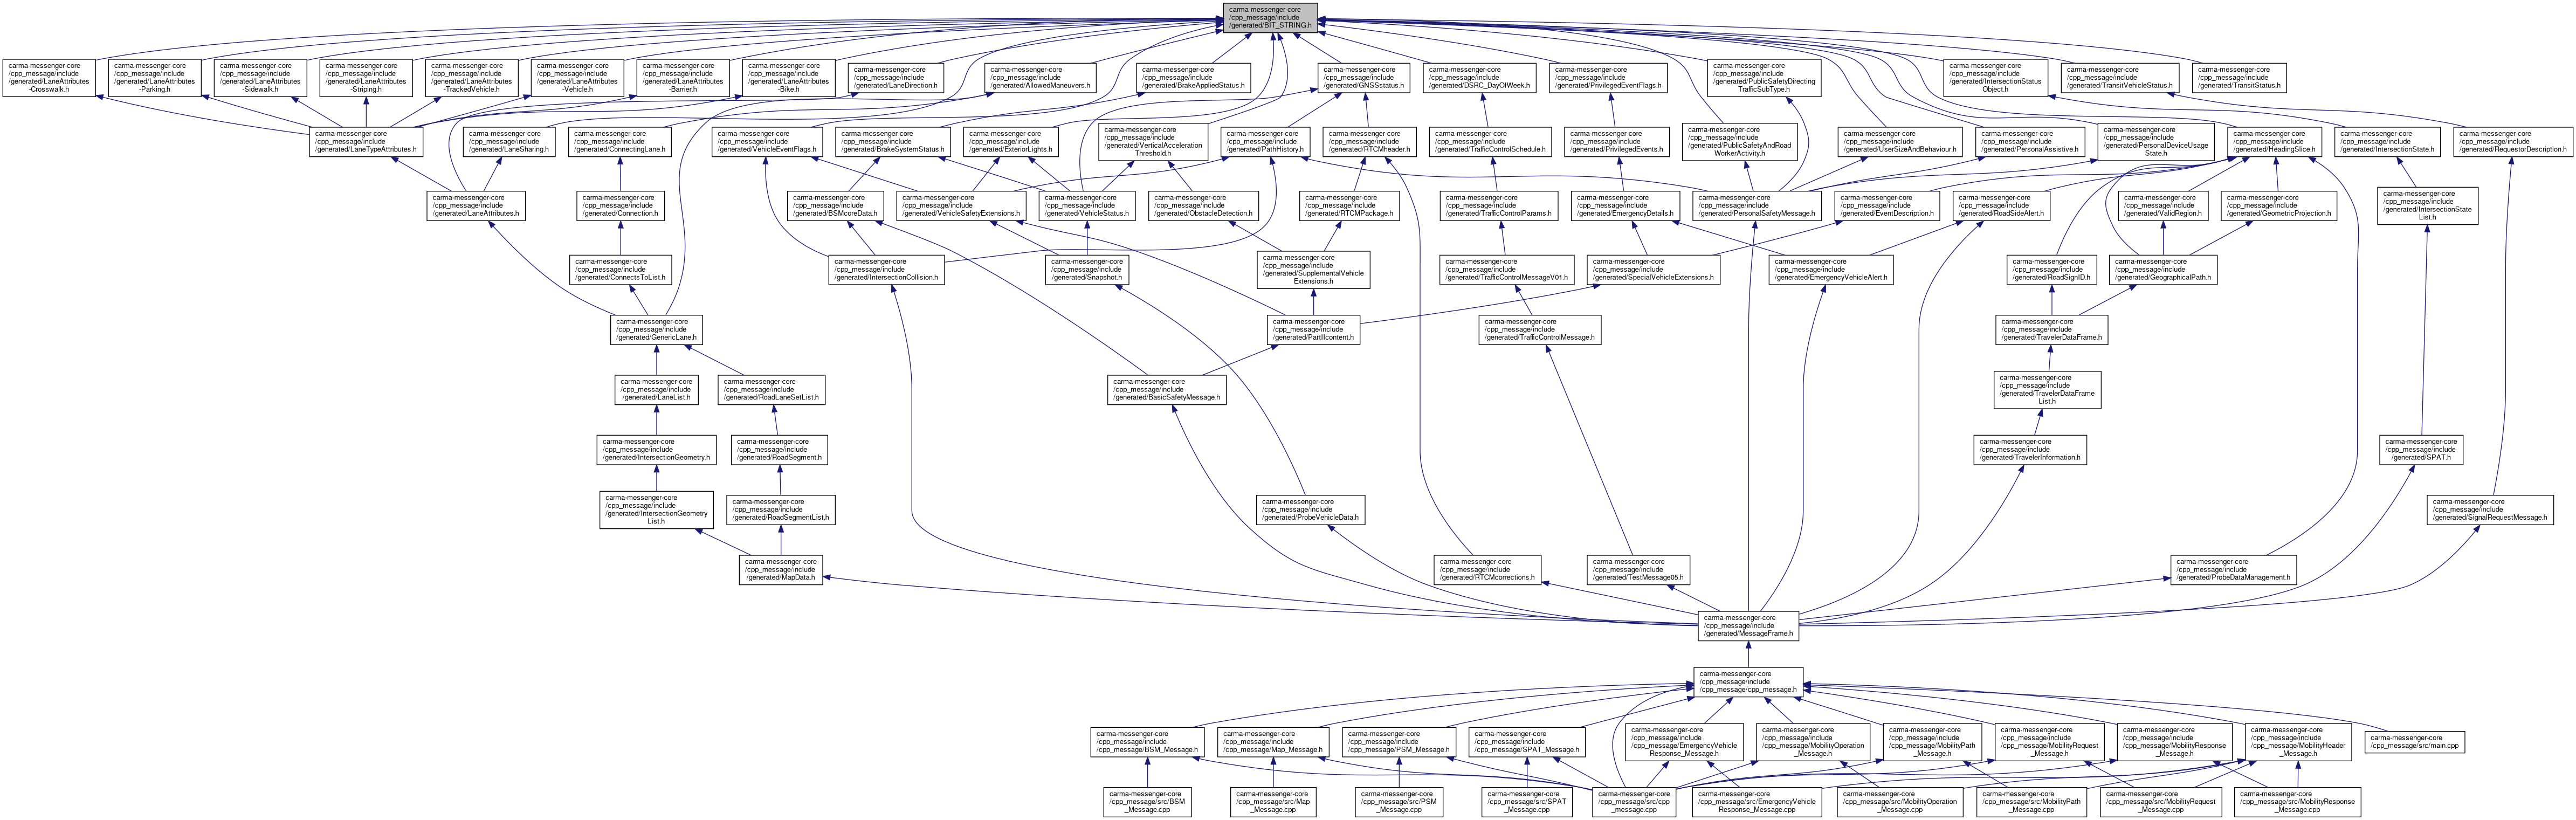 carma-messenger-core
/cpp_message/include
/generated/BIT_STRING.h
carma-messenger-core
/cpp_message/include
/generated/LaneAttributes
-Crosswalk.h
carma-messenger-core
/cpp_message/include
/generated/LaneAttributes
-Parking.h
carma-messenger-core
/cpp_message/include
/generated/LaneAttributes
-Sidewalk.h
carma-messenger-core
/cpp_message/include
/generated/LaneAttributes
-Striping.h
carma-messenger-core
/cpp_message/include
/generated/LaneAttributes
-TrackedVehicle.h
carma-messenger-core
/cpp_message/include
/generated/LaneAttributes
-Vehicle.h
carma-messenger-core
/cpp_message/include
/generated/LaneAttributes
-Barrier.h
carma-messenger-core
/cpp_message/include
/generated/LaneAttributes
-Bike.h
carma-messenger-core
/cpp_message/include
/generated/LaneDirection.h
carma-messenger-core
/cpp_message/include
/generated/AllowedManeuvers.h
carma-messenger-core
/cpp_message/include
/generated/BrakeAppliedStatus.h
carma-messenger-core
/cpp_message/include
/generated/GNSSstatus.h
carma-messenger-core
/cpp_message/include
/generated/DSRC_DayOfWeek.h
carma-messenger-core
/cpp_message/include
/generated/PrivilegedEventFlags.h
carma-messenger-core
/cpp_message/include
/generated/PublicSafetyDirecting
TrafficSubType.h
carma-messenger-core
/cpp_message/include
/generated/IntersectionStatus
Object.h
carma-messenger-core
/cpp_message/include
/generated/TransitVehicleStatus.h
carma-messenger-core
/cpp_message/include
/generated/TransitStatus.h
carma-messenger-core
/cpp_message/include
/generated/LaneTypeAttributes.h
carma-messenger-core
/cpp_message/include
/generated/LaneSharing.h
carma-messenger-core
/cpp_message/include
/generated/ConnectingLane.h
carma-messenger-core
/cpp_message/include
/generated/VehicleEventFlags.h
carma-messenger-core
/cpp_message/include
/generated/BrakeSystemStatus.h
carma-messenger-core
/cpp_message/include
/generated/ExteriorLights.h
carma-messenger-core
/cpp_message/include
/generated/VerticalAcceleration
Threshold.h
carma-messenger-core
/cpp_message/include
/generated/PathHistory.h
carma-messenger-core
/cpp_message/include
/generated/RTCMheader.h
carma-messenger-core
/cpp_message/include
/generated/TrafficControlSchedule.h
carma-messenger-core
/cpp_message/include
/generated/PrivilegedEvents.h
carma-messenger-core
/cpp_message/include
/generated/PublicSafetyAndRoad
WorkerActivity.h
carma-messenger-core
/cpp_message/include
/generated/UserSizeAndBehaviour.h
carma-messenger-core
/cpp_message/include
/generated/PersonalAssistive.h
carma-messenger-core
/cpp_message/include
/generated/PersonalDeviceUsage
State.h
carma-messenger-core
/cpp_message/include
/generated/HeadingSlice.h
carma-messenger-core
/cpp_message/include
/generated/IntersectionState.h
carma-messenger-core
/cpp_message/include
/generated/RequestorDescription.h
carma-messenger-core
/cpp_message/include
/generated/LaneAttributes.h
carma-messenger-core
/cpp_message/include
/generated/Connection.h
carma-messenger-core
/cpp_message/include
/generated/BSMcoreData.h
carma-messenger-core
/cpp_message/include
/generated/VehicleSafetyExtensions.h
carma-messenger-core
/cpp_message/include
/generated/VehicleStatus.h
carma-messenger-core
/cpp_message/include
/generated/ObstacleDetection.h
carma-messenger-core
/cpp_message/include
/generated/RTCMPackage.h
carma-messenger-core
/cpp_message/include
/generated/TrafficControlParams.h
carma-messenger-core
/cpp_message/include
/generated/EmergencyDetails.h
carma-messenger-core
/cpp_message/include
/generated/PersonalSafetyMessage.h
carma-messenger-core
/cpp_message/include
/generated/EventDescription.h
carma-messenger-core
/cpp_message/include
/generated/RoadSideAlert.h
carma-messenger-core
/cpp_message/include
/generated/ValidRegion.h
carma-messenger-core
/cpp_message/include
/generated/GeometricProjection.h
carma-messenger-core
/cpp_message/include
/generated/IntersectionState
List.h
carma-messenger-core
/cpp_message/include
/generated/ConnectsToList.h
carma-messenger-core
/cpp_message/include
/generated/IntersectionCollision.h
carma-messenger-core
/cpp_message/include
/generated/Snapshot.h
carma-messenger-core
/cpp_message/include
/generated/SupplementalVehicle
Extensions.h
carma-messenger-core
/cpp_message/include
/generated/TrafficControlMessageV01.h
carma-messenger-core
/cpp_message/include
/generated/SpecialVehicleExtensions.h
carma-messenger-core
/cpp_message/include
/generated/EmergencyVehicleAlert.h
carma-messenger-core
/cpp_message/include
/generated/RoadSignID.h
carma-messenger-core
/cpp_message/include
/generated/GeographicalPath.h
carma-messenger-core
/cpp_message/include
/generated/GenericLane.h
carma-messenger-core
/cpp_message/include
/generated/PartIIcontent.h
carma-messenger-core
/cpp_message/include
/generated/TrafficControlMessage.h
carma-messenger-core
/cpp_message/include
/generated/TravelerDataFrame.h
carma-messenger-core
/cpp_message/include
/generated/LaneList.h
carma-messenger-core
/cpp_message/include
/generated/RoadLaneSetList.h
carma-messenger-core
/cpp_message/include
/generated/BasicSafetyMessage.h
carma-messenger-core
/cpp_message/include
/generated/TravelerDataFrame
List.h
carma-messenger-core
/cpp_message/include
/generated/IntersectionGeometry.h
carma-messenger-core
/cpp_message/include
/generated/RoadSegment.h
carma-messenger-core
/cpp_message/include
/generated/TravelerInformation.h
carma-messenger-core
/cpp_message/include
/generated/SPAT.h
carma-messenger-core
/cpp_message/include
/generated/IntersectionGeometry
List.h
carma-messenger-core
/cpp_message/include
/generated/RoadSegmentList.h
carma-messenger-core
/cpp_message/include
/generated/ProbeVehicleData.h
carma-messenger-core
/cpp_message/include
/generated/SignalRequestMessage.h
carma-messenger-core
/cpp_message/include
/generated/MapData.h
carma-messenger-core
/cpp_message/include
/generated/RTCMcorrections.h
carma-messenger-core
/cpp_message/include
/generated/TestMessage05.h
carma-messenger-core
/cpp_message/include
/generated/ProbeDataManagement.h
carma-messenger-core
/cpp_message/include
/generated/MessageFrame.h
carma-messenger-core
/cpp_message/include
/cpp_message/cpp_message.h
carma-messenger-core
/cpp_message/include
/cpp_message/BSM_Message.h
carma-messenger-core
/cpp_message/include
/cpp_message/Map_Message.h
carma-messenger-core
/cpp_message/include
/cpp_message/PSM_Message.h
carma-messenger-core
/cpp_message/include
/cpp_message/SPAT_Message.h
carma-messenger-core
/cpp_message/include
/cpp_message/EmergencyVehicle
Response_Message.h
carma-messenger-core
/cpp_message/include
/cpp_message/MobilityOperation
_Message.h
carma-messenger-core
/cpp_message/include
/cpp_message/MobilityPath
_Message.h
carma-messenger-core
/cpp_message/include
/cpp_message/MobilityRequest
_Message.h
carma-messenger-core
/cpp_message/include
/cpp_message/MobilityResponse
_Message.h
carma-messenger-core
/cpp_message/include
/cpp_message/MobilityHeader
_Message.h
carma-messenger-core
/cpp_message/src/main.cpp
carma-messenger-core
/cpp_message/src/BSM
_Message.cpp
carma-messenger-core
/cpp_message/src/Map
_Message.cpp
carma-messenger-core
/cpp_message/src/PSM
_Message.cpp
carma-messenger-core
/cpp_message/src/SPAT
_Message.cpp
carma-messenger-core
/cpp_message/src/cpp
_message.cpp
carma-messenger-core
/cpp_message/src/EmergencyVehicle
Response_Message.cpp
carma-messenger-core
/cpp_message/src/MobilityOperation
_Message.cpp
carma-messenger-core
/cpp_message/src/MobilityPath
_Message.cpp
carma-messenger-core
/cpp_message/src/MobilityRequest
_Message.cpp
carma-messenger-core
/cpp_message/src/MobilityResponse
_Message.cpp